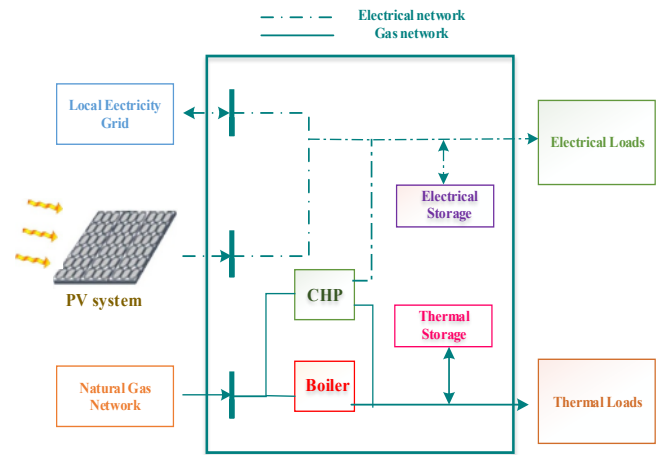 Electrical network
Gas network
Local Eectricity
Grid
Electrical Loads
Electrical
Storage
PV system
CHP
Thermal
Storage
Boiler
Natural Gas
Network
Thermal Loads